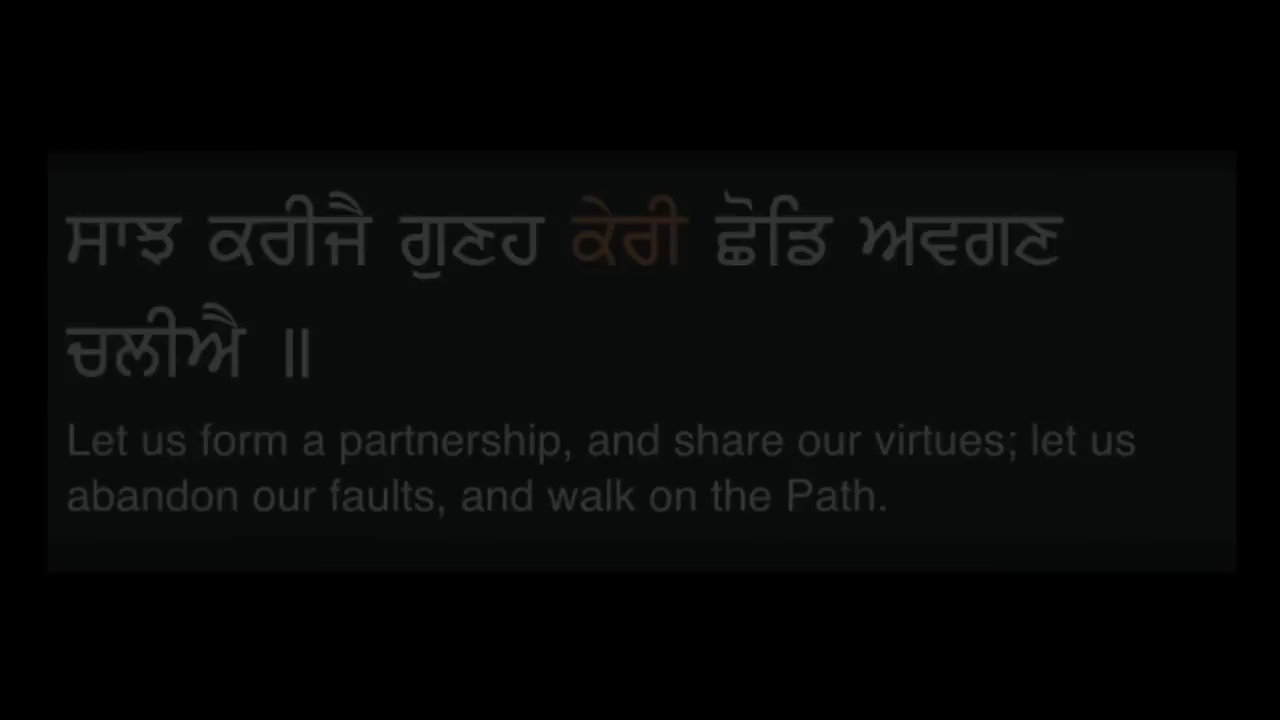 ਸਾਝ ਕਰੀਜੈ ਗੁਣਹ ਕੇਰੀ ਛੋਡਿ ਅਵਗਣ
ਚਲੀਐ ॥
Let us form a partnership, and share our virtues; let us
abandon our faults, and walk on the Path.